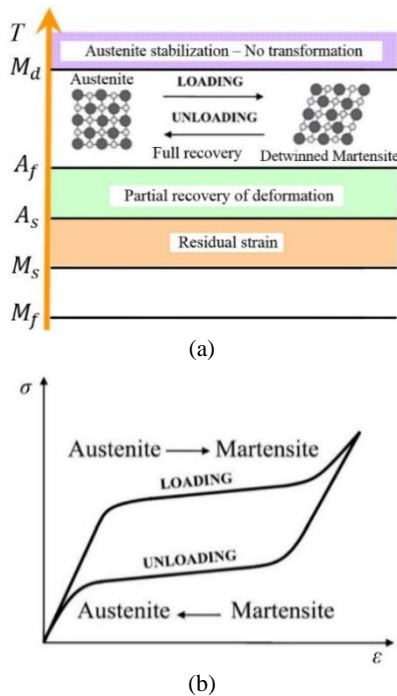 T
Austenite stabilization – No transformation
M_d
Austenite
LOADING
UNLOADING
Full recovery
Detwinned Martensite
A_f
Partial recovery of deformation
A_s
Residual strain
M_s
M_f
(a)
σ
Austenite ⟶ Martensite
LOADING
UNLOADING
Austenite ⟵ Martensite
ε
(b)